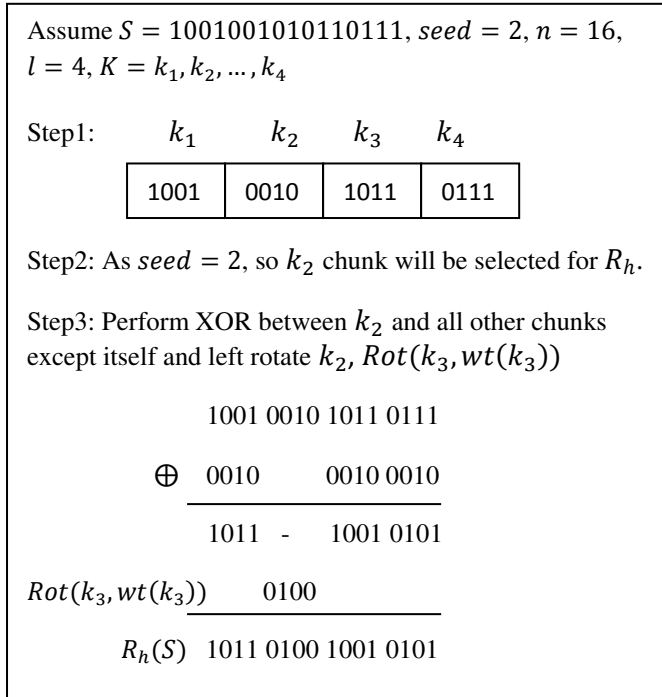 Assume S = 1001001010110111, seed = 2, n = 16,
l = 4, K = k₁, k₂, … , k₄
Step1: k₁ k₂ k₃ k₄
1001 0010 1011 0111
Step2: As seed = 2, so k₂ chunk will be selected for Rₕ.
Step3: Perform XOR between k₂ and all other chunks
except itself and left rotate k₂, Rot(k₃, wt(k₃))
1001 0010 1011 0111
⊕ 0010 0010 0010
1011 - 1001 0101
Rot(k₃, wt(k₃)) 0100
Rₕ(S) 1011 0100 1001 0101